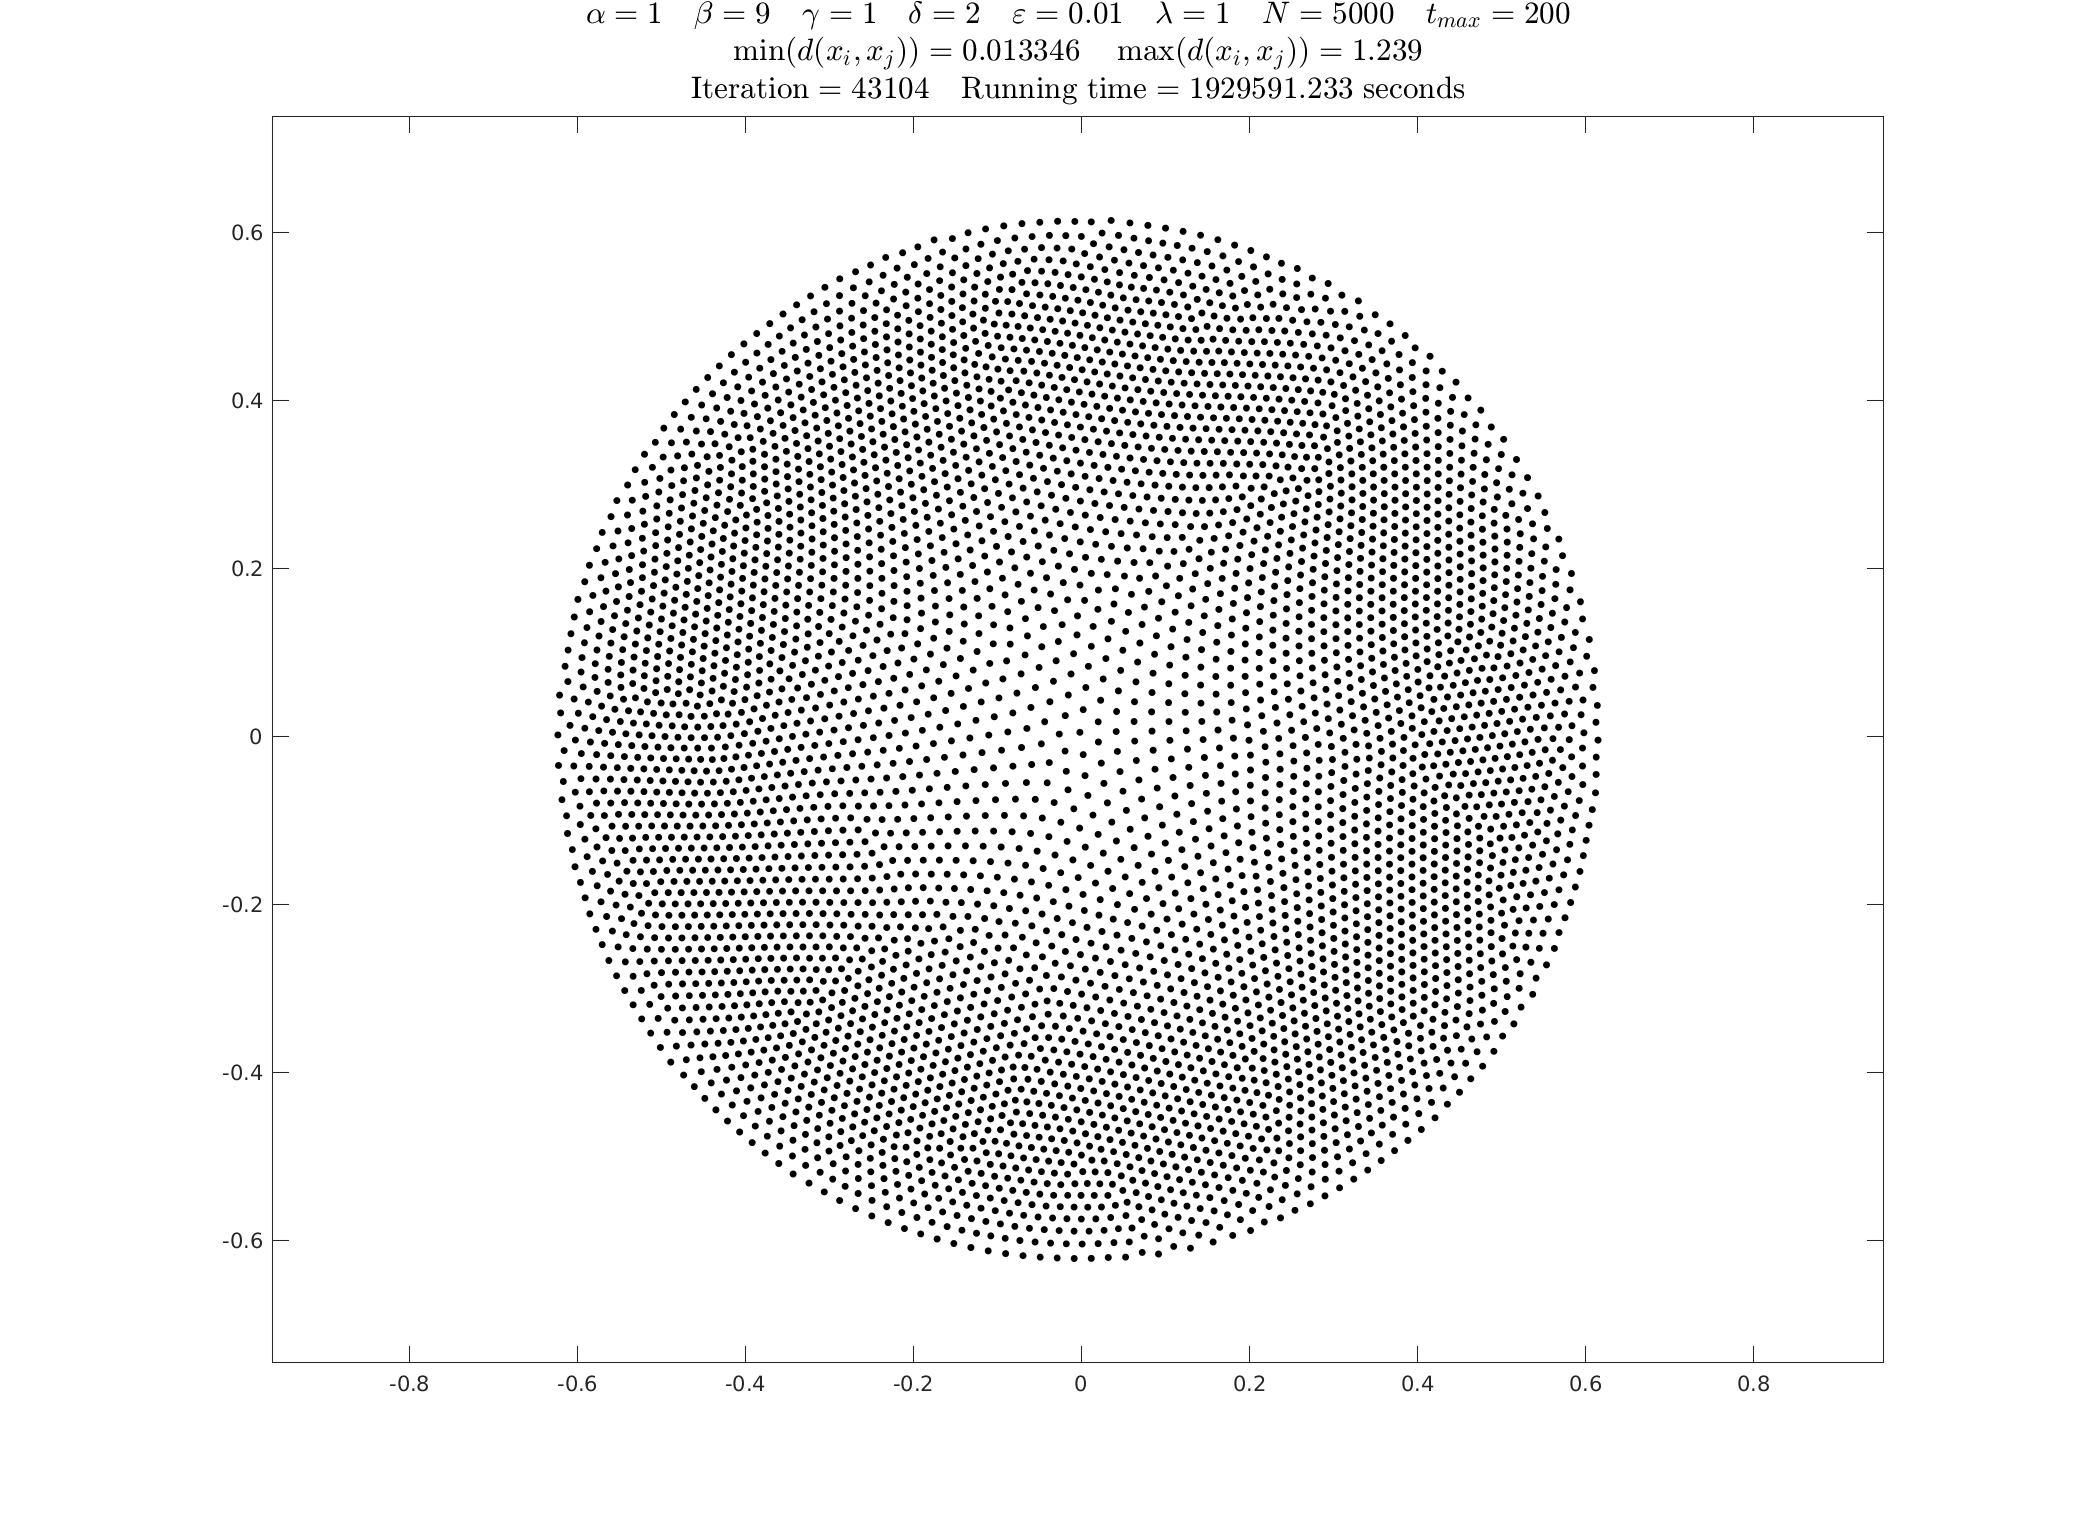 α = 1 β = 9 γ = 1 δ = 2 ε = 0.01 λ = 1 N = 5000 t_max = 200
min(d(x_i, x_j)) = 0.013346 max(d(x_i, x_j)) = 1.239
Iteration = 43104 Running time = 1929591.233 seconds
0.6
0.4
0.2
0
-0.2
-0.4
-0.6
-0.8 -0.6 -0.4 -0.2 0 0.2 0.4 0.6 0.8